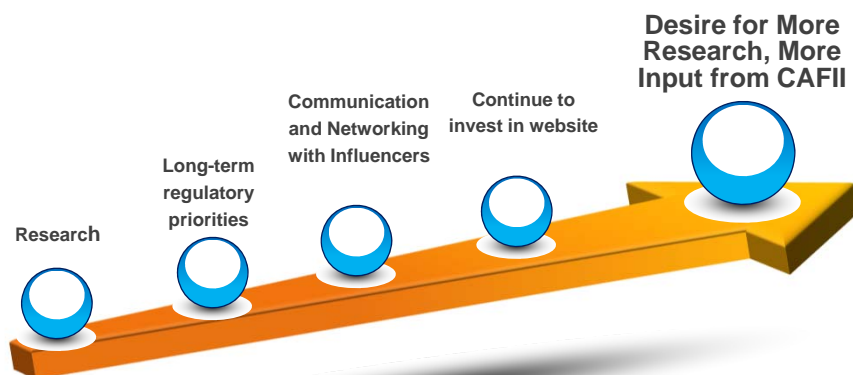 Research
Long-term
regulatory
priorities
Communication
and Networking
with Influencers
Continue to
invest in website
Desire for More
Research, More
Input from CAFII